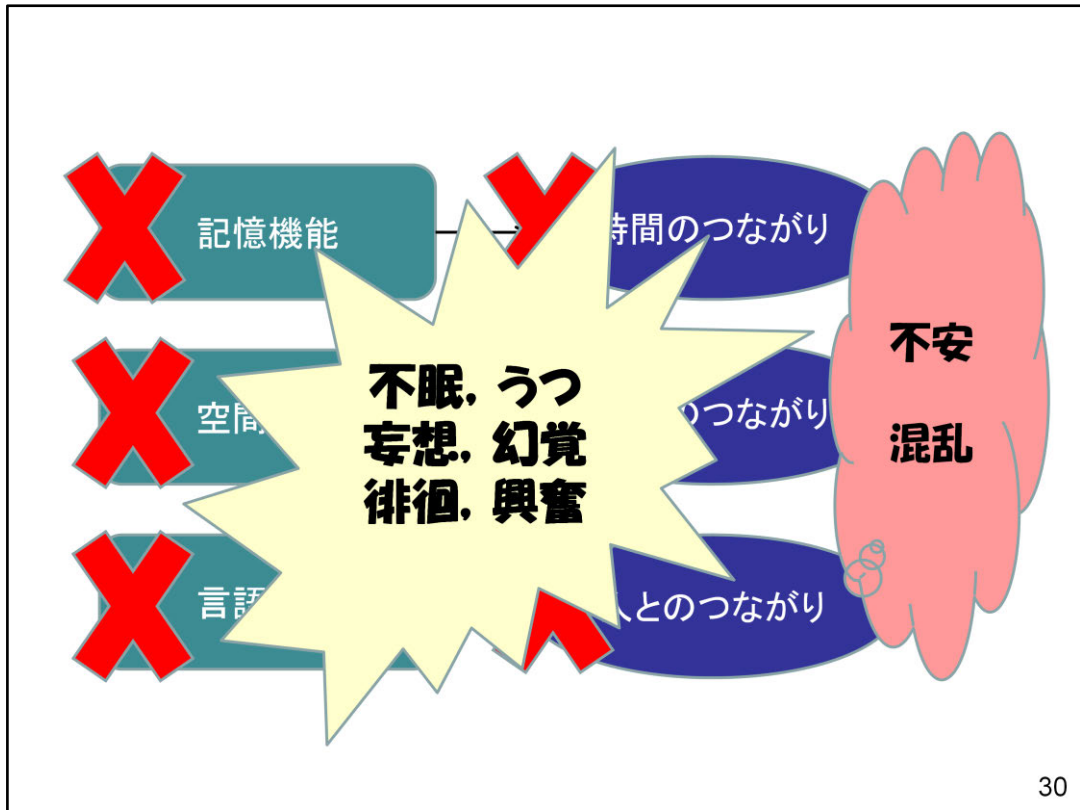 記憶機能
時間のつながり
空間
のつながり
言語
人とのつながり
不眠, うつ
妄想, 幻覚
徘徊, 興奮
不安
混乱
30